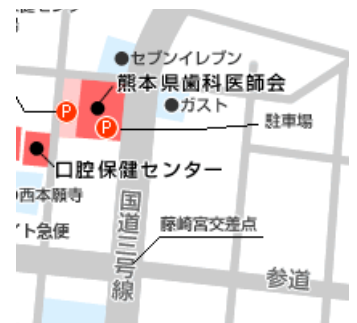 ●セブンイレブン
熊本県歯科医師会
●ガスト
P
P
駐車場
口腔保健センター
西本願寺
国道三号線
藤崎宮交差点
ト急便
参道